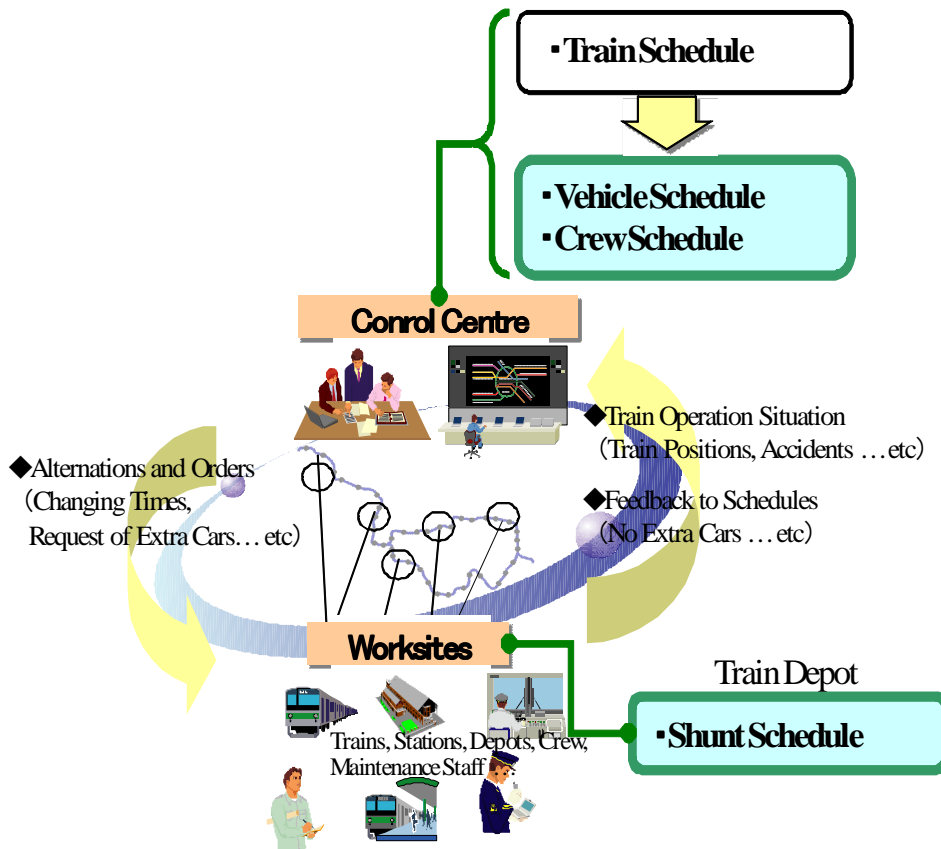 ▪Train Schedule
▪Vehicle Schedule
▪Crew Schedule
Conrol Centre
◆Train Operation Situation
(Train Positions, Accidents …etc)
◆Alternations and Orders
(Changing Times,
Request of Extra Cars…etc)
◆Feedback to Schedules
(No Extra Cars …etc)
Worksites
Train Depot
▪Shunt Schedule
Trains, Stations, Depots, Crew,
Maintenance Staff